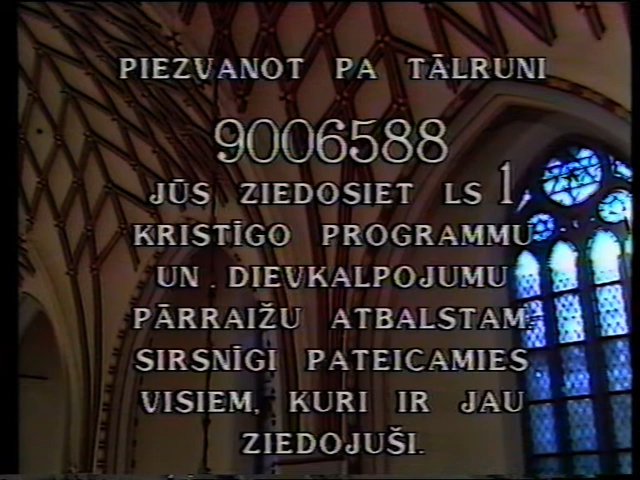 PIEZVANOT PA TĀLRUNI
9006588
JŪS ZIEDOSIET LS 1,
KRISTĪGO PROGRAMMU
UN DIEVKALPOJUMU
PĀRRAIŽU ATBALSTAM.
SIRSNĪGI PATEICAMIES
VISIEM, KURI IR JAU
ZIEDOJUŠI.